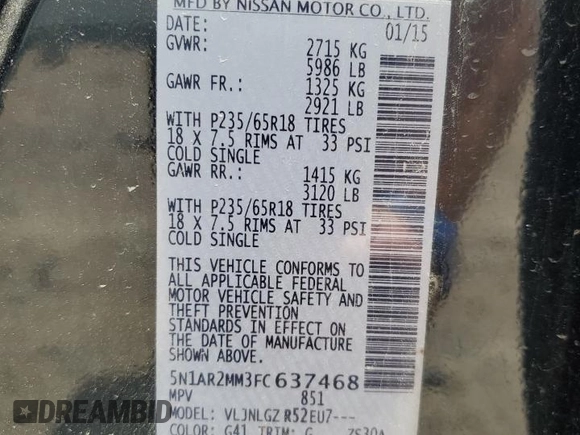 MFD BY NISSAN MOTOR CO., LTD.
DATE: 01/15
GVWR: 2715 KG
5986 LB
GAWR FR.: 1325 KG
2921 LB
WITH P235/65R18 TIRES
18 X 7.5 RIMS AT 33 PSI
COLD SINGLE
GAWR RR.: 1415 KG
3120 LB
WITH P235/65R18 TIRES
18 X 7.5 RIMS AT 33 PSI
COLD SINGLE
THIS VEHICLE CONFORMS TO
ALL APPLICABLE FEDERAL
MOTOR VEHICLE SAFETY AND
THEFT PREVENTION
STANDARDS IN EFFECT ON
THE DATE OF MANUFACTURE
SHOWN ABOVE.
5N1AR2MM3FC637468
MPV 851
MODEL: VLJNLGZ R52EU7---
COLOR: G41 TRIM: G